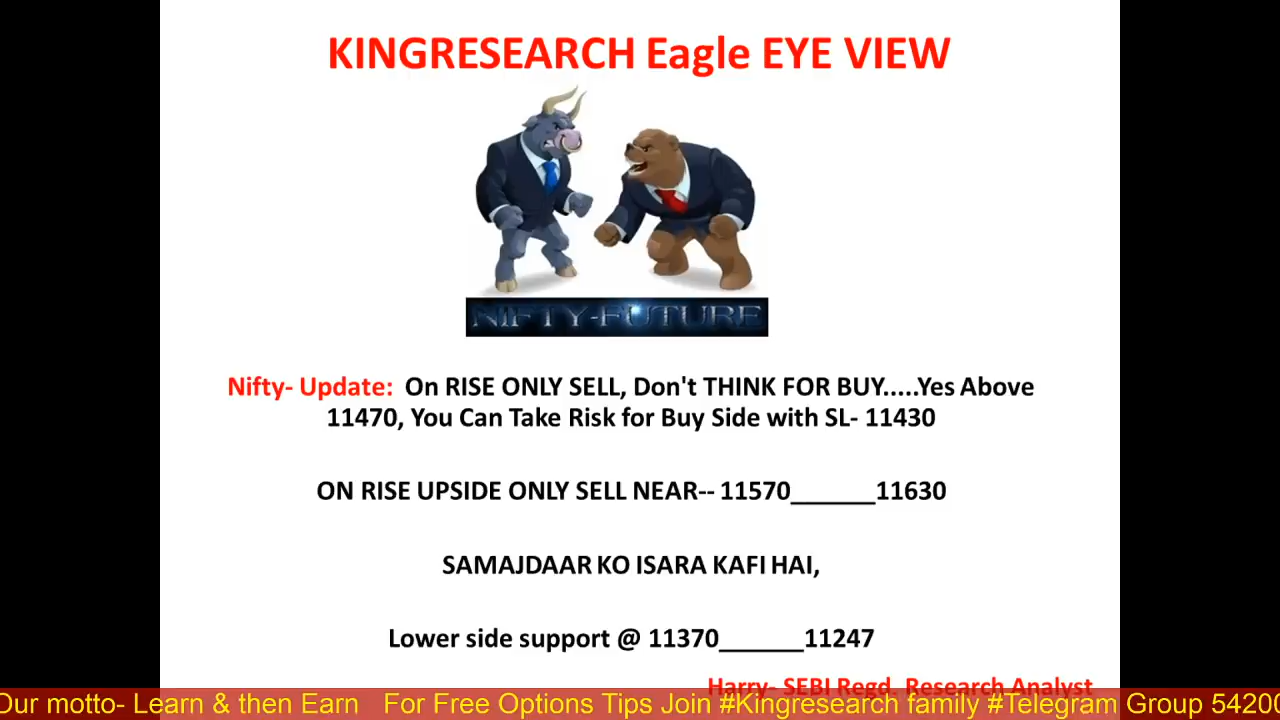 KINGRESEARCH Eagle EYE VIEW
NIFTY-FUTURE
Nifty- Update: On RISE ONLY SELL, Don't THINK FOR BUY.....Yes Above
11470, You Can Take Risk for Buy Side with SL- 11430
ON RISE UPSIDE ONLY SELL NEAR-- 11570______11630
SAMAJDAAR KO ISARA KAFI HAI,
Lower side support @ 11370______11247
Harry- SEBI Regd. Research Analyst
Our motto- Learn & then Earn For Free Options Tips Join #Kingresearch family #Telegram Group 54200